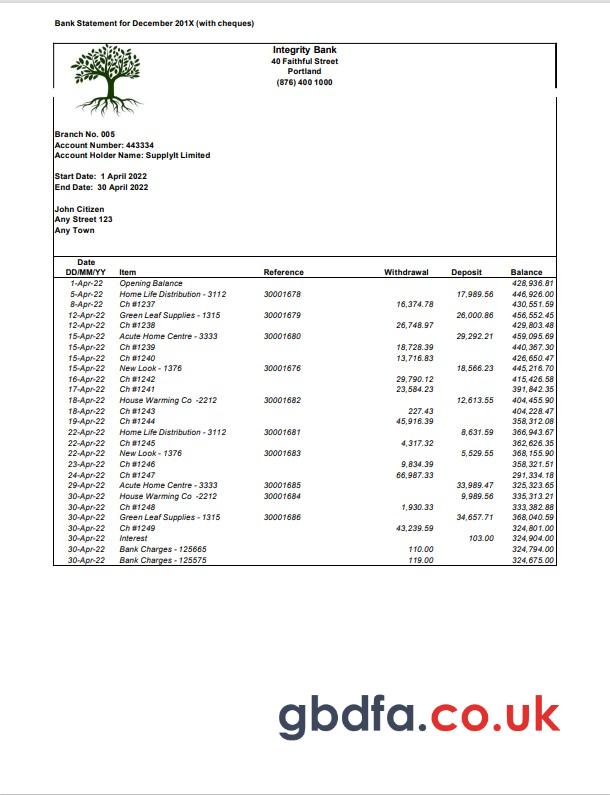 Bank Statement for December 201X (with cheques)
Integrity Bank
40 Faithful Street
Portland
(876) 400 1000
Branch No. 005
Account Number: 443334
Account Holder Name: SupplyIt Limited
Start Date: 1 April 2022
End Date: 30 April 2022
John Citizen
Any Street 123
Any Town
Date
DD/MM/YY Item Reference Withdrawal Deposit Balance
1-Apr-22 Opening Balance 428,936.81
5-Apr-22 Home Life Distribution - 3112 30001678 17,989.56 446,926.00
8-Apr-22 Ch #1237 16,374.78 430,551.59
12-Apr-22 Green Leaf Supplies - 1315 30001679 26,000.86 456,552.45
12-Apr-22 Ch #1238 26,748.97 429,803.48
15-Apr-22 Acute Home Centre - 3333 30001680 29,292.21 459,095.69
15-Apr-22 Ch #1239 18,728.39 440,367.30
15-Apr-22 Ch #1240 13,716.83 426,650.47
15-Apr-22 New Look - 1376 30001676 18,566.23 445,216.70
16-Apr-22 Ch #1242 29,790.12 415,426.58
17-Apr-22 Ch #1241 23,584.23 391,842.35
18-Apr-22 House Warming Co -2212 30001682 12,613.55 404,455.90
18-Apr-22 Ch #1243 227.43 404,228.47
19-Apr-22 Ch #1244 45,916.39 358,312.08
22-Apr-22 Home Life Distribution - 3112 30001681 8,631.59 366,943.67
22-Apr-22 Ch #1245 4,317.32 362,626.35
22-Apr-22 New Look - 1376 30001683 5,529.55 368,155.90
23-Apr-22 Ch #1246 9,834.39 358,321.51
24-Apr-22 Ch #1247 66,987.33 291,334.18
29-Apr-22 Acute Home Centre - 3333 30001685 33,989.47 325,323.65
30-Apr-22 House Warming Co -2212 30001684 9,989.56 335,313.21
30-Apr-22 Ch #1248 1,930.33 333,382.88
30-Apr-22 Green Leaf Supplies - 1315 30001686 34,657.71 368,040.59
30-Apr-22 Ch #1249 43,239.59 324,801.00
30-Apr-22 Interest 103.00 324,904.00
30-Apr-22 Bank Charges - 125665 110.00 324,794.00
30-Apr-22 Bank Charges - 125575 119.00 324,675.00
gbdfa.co.uk